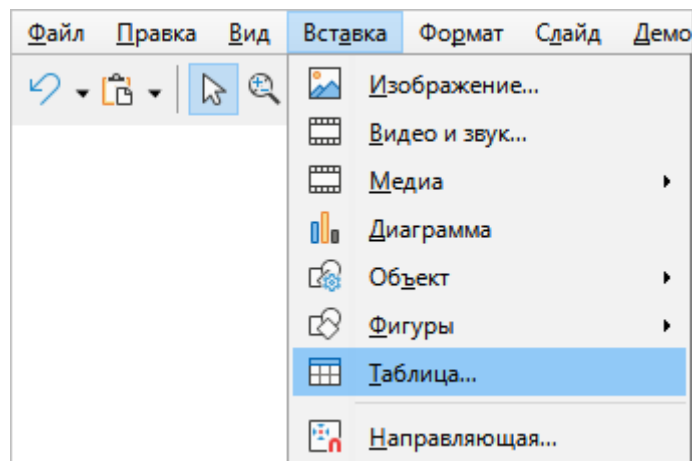 Файл Правка Вид Вставка Формат Слайд Демо
Изображение...
Видео и звук...
Медиа
Диаграмма
Объект
Фигуры
Таблица...
Направляющая...